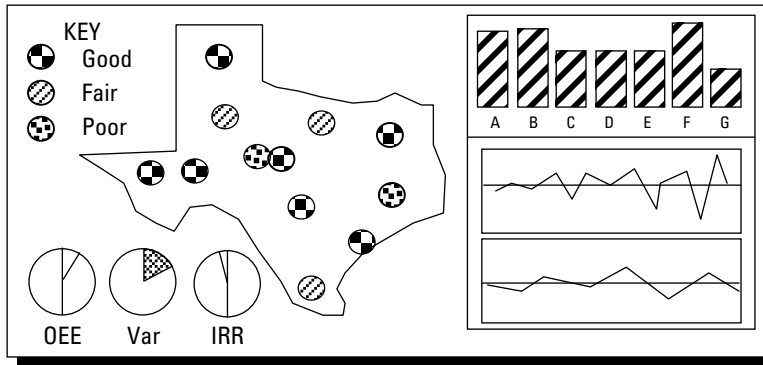 KEY
Good
Fair
Poor
OEE Var IRR
A B C D E F G